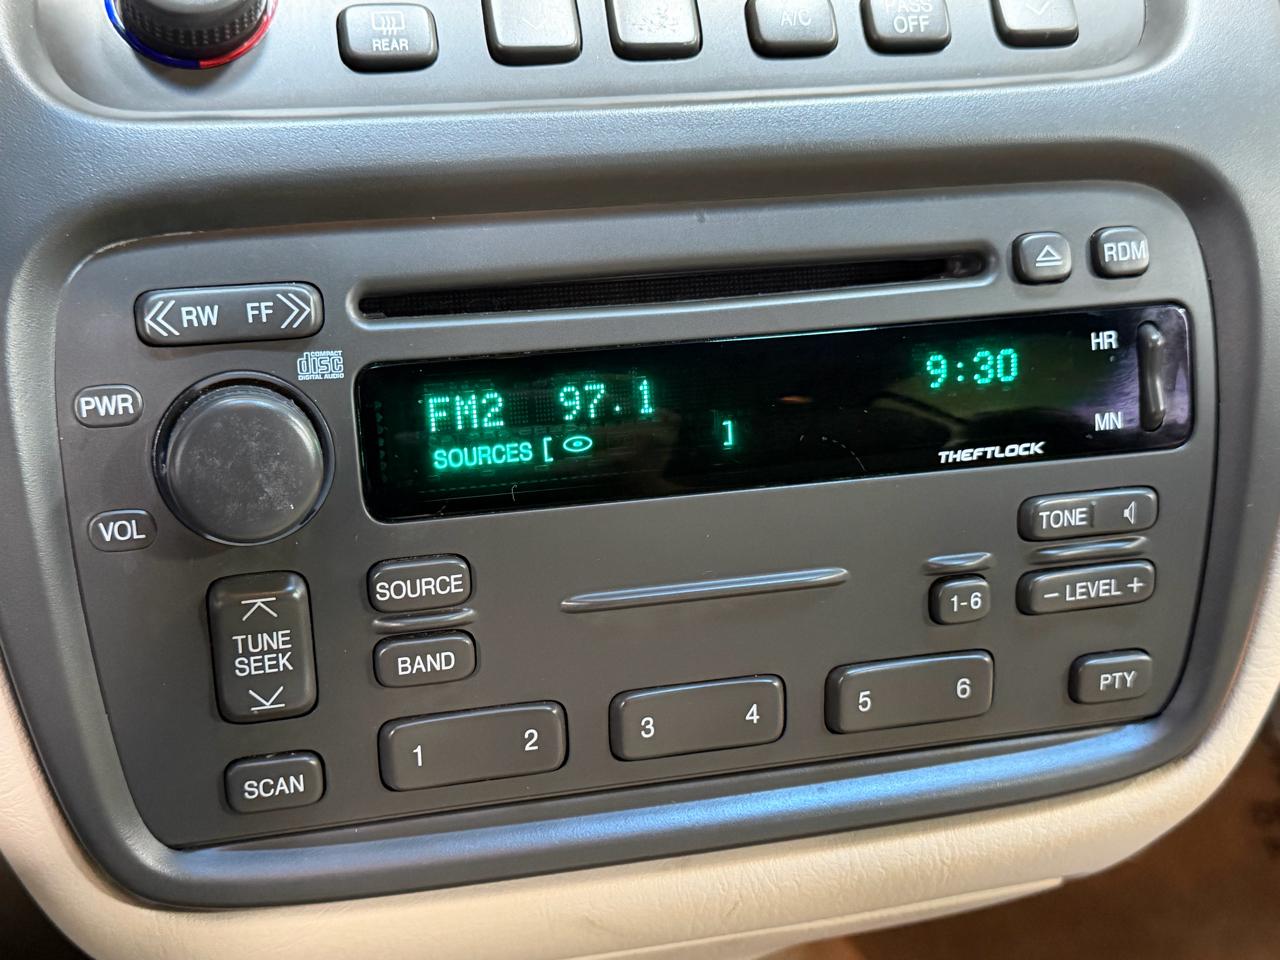 REAR
A/C
PASS
OFF
RDM
RW FF
COMPACT
disc
DIGITAL AUDIO
HR
9:30
FM2 97.1
PWR
MN
SOURCES [ ]
THEFTLOCK
VOL
TONE
SOURCE
- LEVEL +
1-6
TUNE
SEEK
BAND
PTY
5 6
3 4
1 2
SCAN